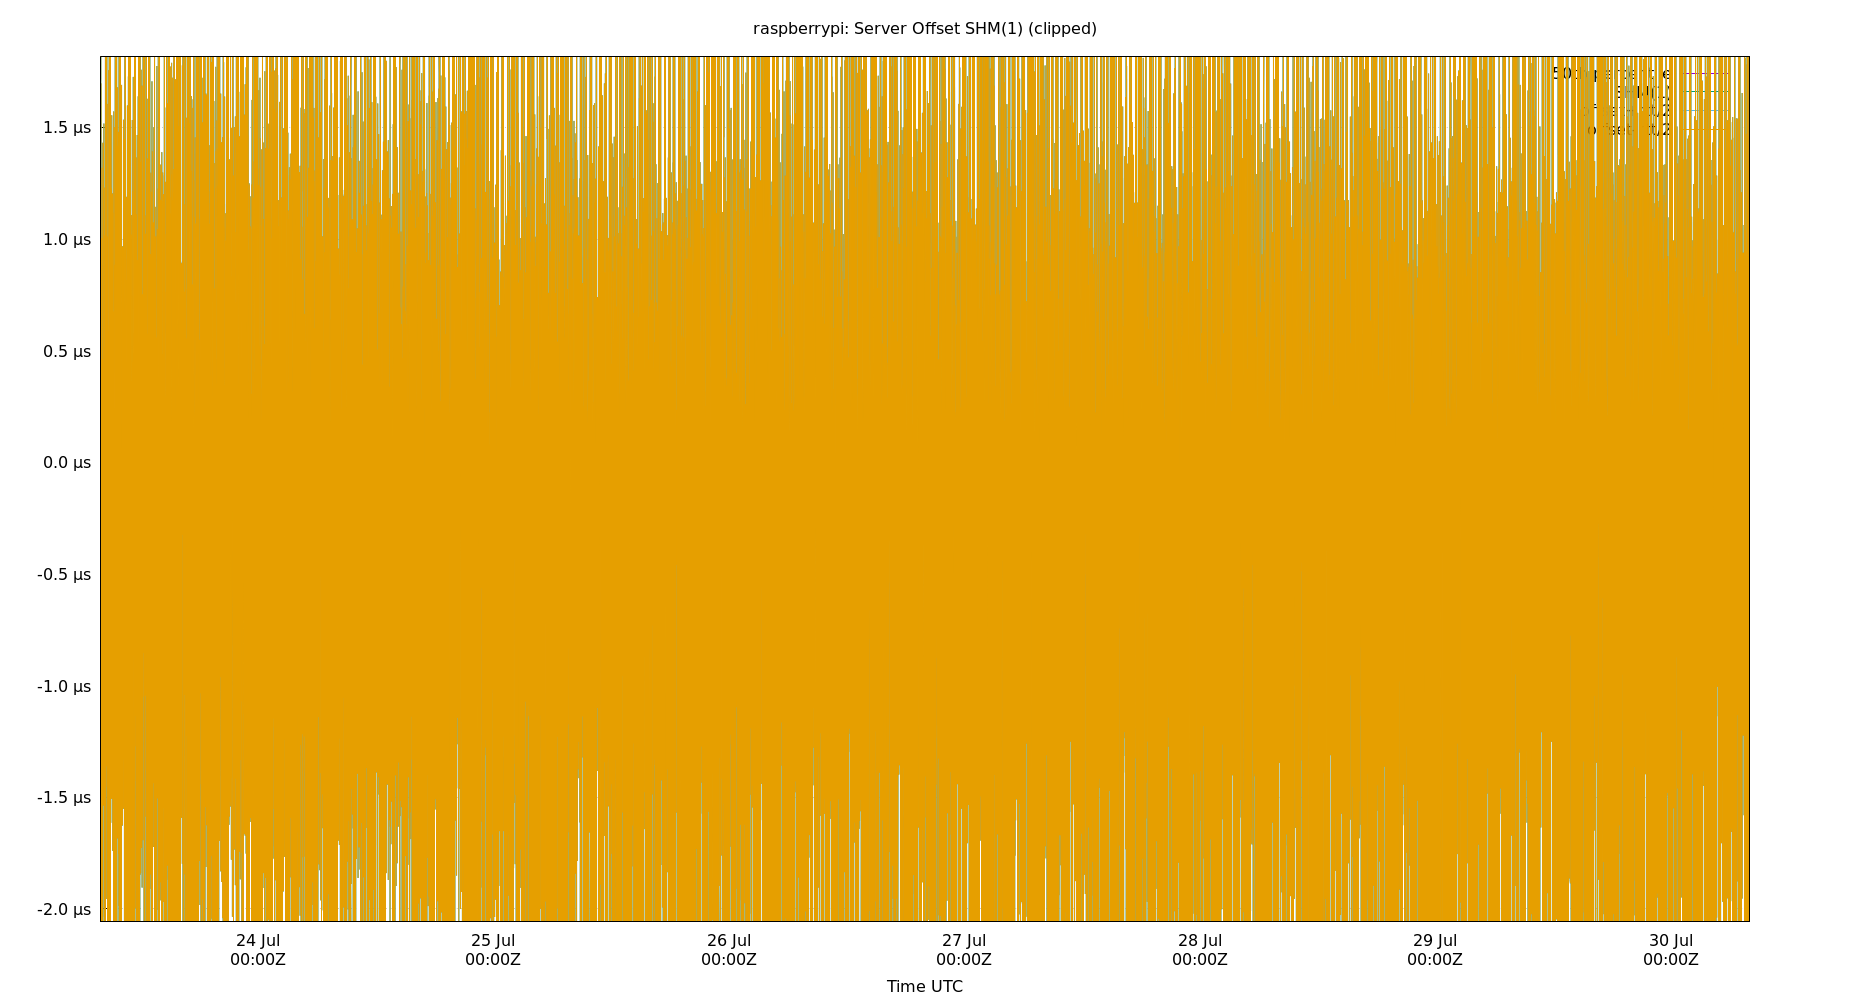 raspberrypi: Server Offset SHM(1) (clipped)
1.5 µs
1.0 µs
0.5 µs
0.0 µs
-0.5 µs
-1.0 µs
-1.5 µs
-2.0 µs
24 Jul 25 Jul 26 Jul 27 Jul 28 Jul 29 Jul 30 Jul
00:00Z 00:00Z 00:00Z 00:00Z 00:00Z 00:00Z 00:00Z
Time UTC